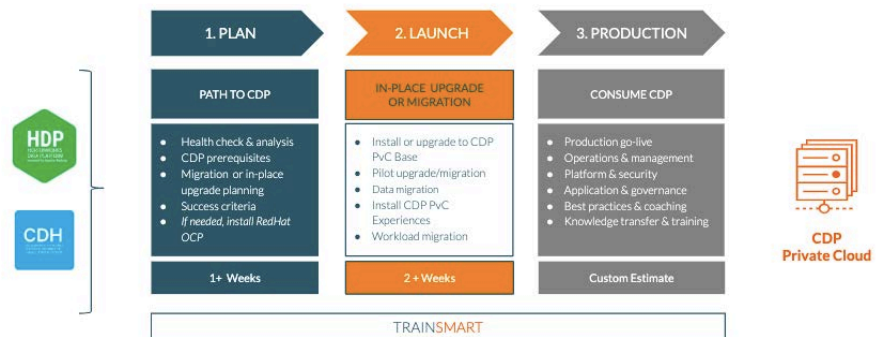 1. PLAN
2. LAUNCH
3. PRODUCTION
PATH TO CDP
IN-PLACE UPGRADE
OR MIGRATION
CONSUME CDP
HDP
CDH
• Health check & analysis
• CDP prerequisites
• Migration or in-place
upgrade planning
• Success criteria
• If needed, install RedHat
OCP
• Install or upgrade to CDP
PvC Base
• Pilot upgrade/migration
• Data migration
• Install CDP PvC
Experiences
• Workload migration
• Production go-live
• Operations & management
• Platform & security
• Application & governance
• Best practices & coaching
• Knowledge transfer & training
CDP
Private Cloud
1+ Weeks
2 + Weeks
Custom Estimate
TRAINSMART